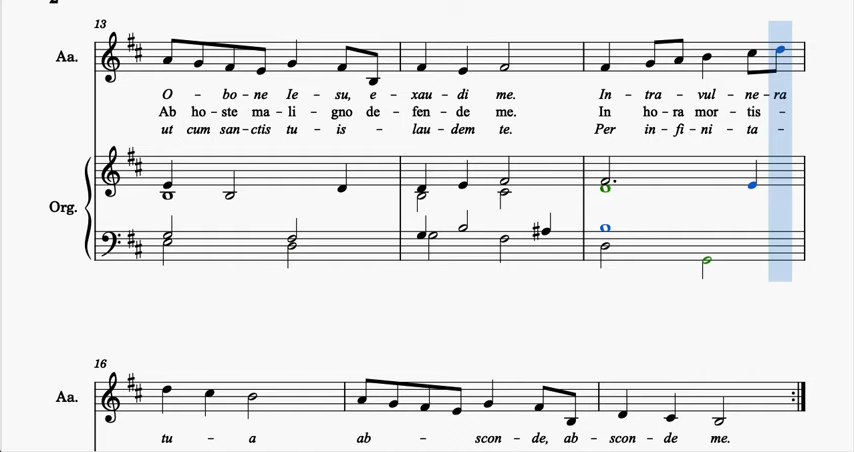 13
Aa.
O – bo – ne Ie – su, e – xau – di me. In – tra – vul – ne – ra
Ab ho – ste ma – li – gno de – fen – de me. In ho – ra mor – tis –
ut cum san – ctis tu – is – lau – dem te. Per in – fi – ni – ta –
Org.
16
Aa.
tu – a ab – scon – de, ab – scon – de me.